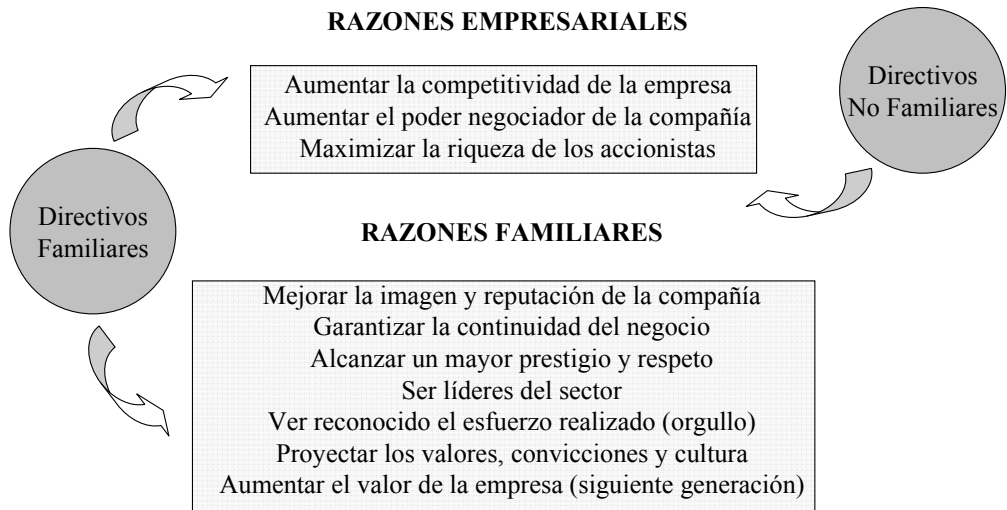 RAZONES EMPRESARIALES
Aumentar la competitividad de la empresa
Aumentar el poder negociador de la compañía
Maximizar la riqueza de los accionistas
Directivos
No Familiares
Directivos
Familiares
RAZONES FAMILIARES
Mejorar la imagen y reputación de la compañía
Garantizar la continuidad del negocio
Alcanzar un mayor prestigio y respeto
Ser líderes del sector
Ver reconocido el esfuerzo realizado (orgullo)
Proyectar los valores, convicciones y cultura
Aumentar el valor de la empresa (siguiente generación)